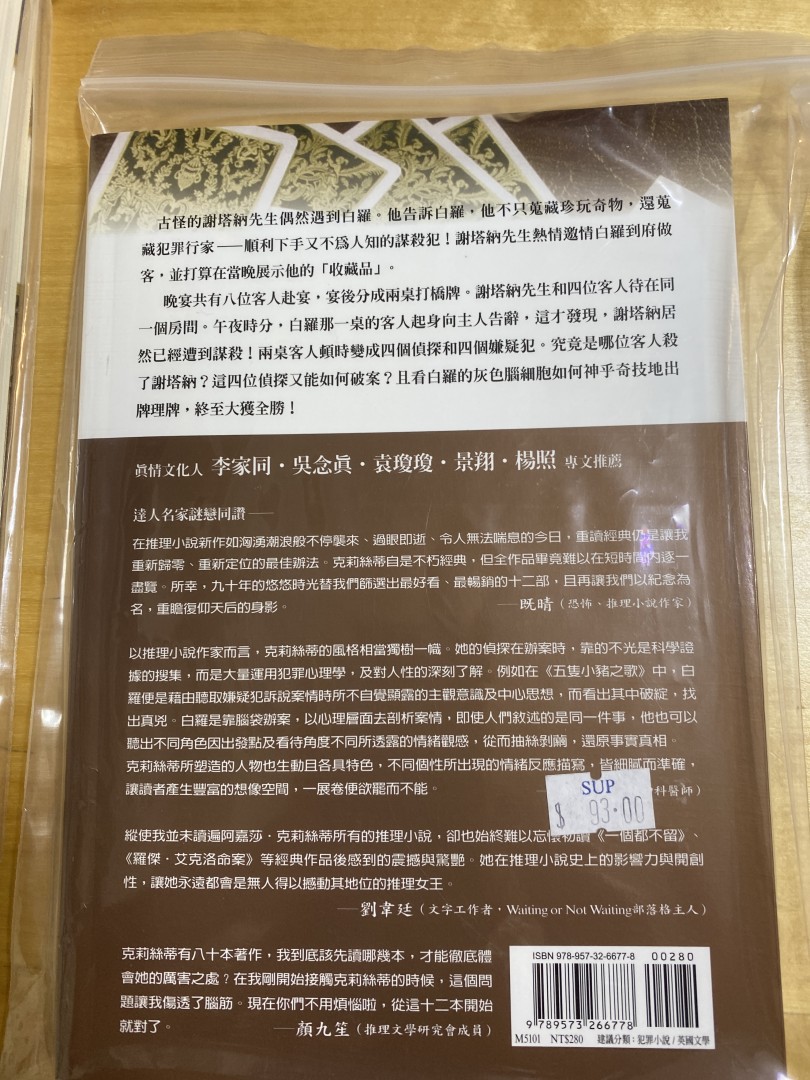 古怪的謝塔納先生偶然遇到白羅。他告訴白羅，他不只蒐藏珍玩奇物，還蒐
藏犯罪行家——順利下手又不爲人知的謀殺犯！謝塔納先生熱情邀情白羅到府做
客，並打算在當晚展示他的「收藏品」。
晚宴共有八位客人赴宴，宴後分成兩桌打橋牌。謝塔納先生和四位客人待在同
一個房間。午夜時分，白羅那一桌的客人起身向主人告辭，這才發現，謝塔納居
然已經遭到謀殺！兩桌客人頓時變成四個偵探和四個嫌疑犯。究竟是哪位客人殺
了謝塔納？這四位偵探又能如何破案？且看白羅的灰色腦細胞如何神乎奇技地出
牌理牌，終至大獲全勝！
眞情文化人 李家同・吳念眞・袁瓊瓊・景翔・楊照 專文推薦
達人名家謎戀同讚——
在推理小說新作如洶湧潮浪般不停襲來、過眼即逝、令人無法喘息的今日，重讀經典仍是讓我
重新歸零、重新定位的最佳辦法。克莉絲蒂自是不朽經典，但全作品畢竟難以在短時間內逐一
盡覽。所幸，九十年的悠悠時光替我們篩選出最好看、最暢銷的十二部，且再讓我們以紀念為
名，重瞻復仰天后的身影。 ——既晴（恐怖、推理小說作家）
以推理小說作家而言，克莉絲蒂的風格相當獨樹一幟。她的偵探在辦案時，靠的不光是科學證
據的搜集，而是大量運用犯罪心理學，及對人性的深刻了解。例如在《五隻小豬之歌》中，白
羅便是藉由聽取嫌疑犯訴說案情時所不自覺顯露的主觀意識及中心思想，而看出其中破綻，找
出真兇。白羅是靠腦袋辦案，以心理層面去剖析案情，即使人們敘述的是同一件事，他也可以
聽出不同角色因出發點及看待角度不同所透露的情緒觀感，從而抽絲剝繭，還原事實真相。
克莉絲蒂所塑造的人物也生動且各具特色，不同個性所出現的情緒反應描寫，皆細膩而準確，
讓讀者產生豐富的想像空間，一展卷便欲罷而不能。 科醫師）
SUP
$ 93.00
縱使我並未讀遍阿嘉莎・克莉絲蒂所有的推理小說，卻也始終難以忘懷初讀《一個都不留》、
《羅傑・艾克洛命案》等經典作品後感到的震撼與驚艷。她在推理小說史上的影響力與開創
性，讓她永遠都會是無人得以撼動其地位的推理女王。
——劉韋廷（文字工作者，Waiting or Not Waiting部落格主人）
克莉絲蒂有八十本著作，我到底該先讀哪幾本，才能徹底體
會她的厲害之處？在我剛開始接觸克莉絲蒂的時候，這個問
題讓我傷透了腦筋。現在你們不用煩惱啦，從這十二本開始
就對了。 ——顏九笙（推理文學研究會成員）
ISBN 978-957-32-6677-8 00280
9 789573 266778
M5101 NT$280 建議分類：犯罪小說/英國文學